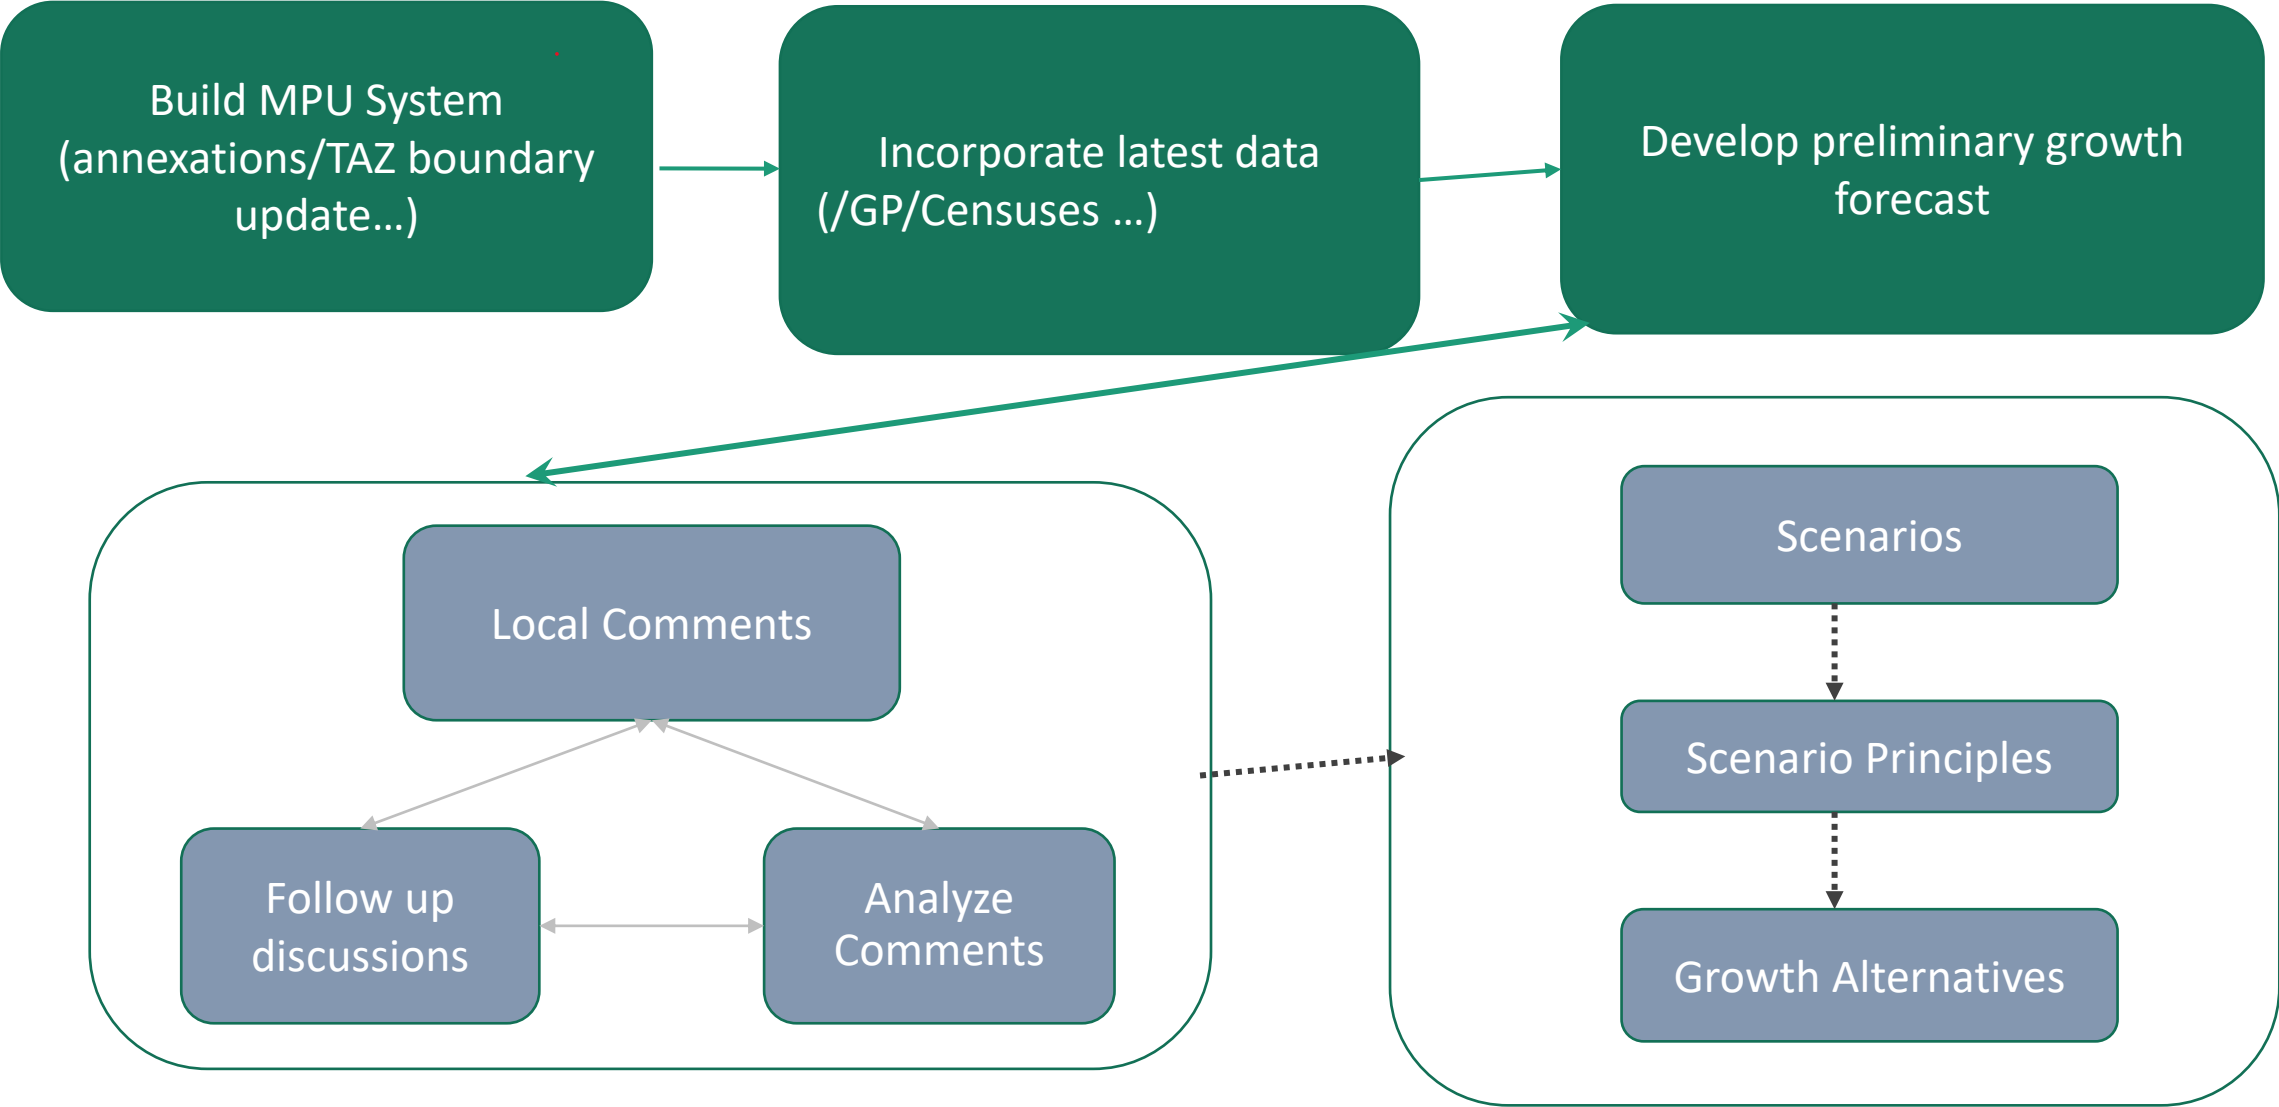 Build MPU System
(annexations/TAZ boundary
update...)
Incorporate latest data
(/GP/Censuses ...)
Develop preliminary growth
forecast
Local Comments
Follow up
discussions
Analyze
Comments
Scenarios
Scenario Principles
Growth Alternatives